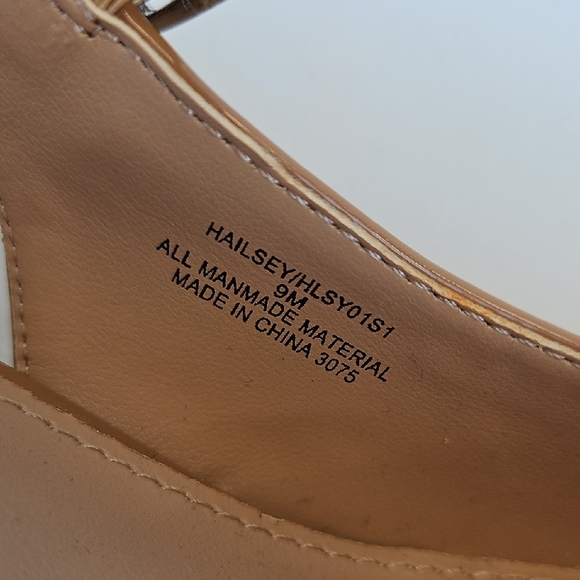 HAILSEY/HLSY01S1
9M
ALL MANMADE MATERIAL
MADE IN CHINA 3075